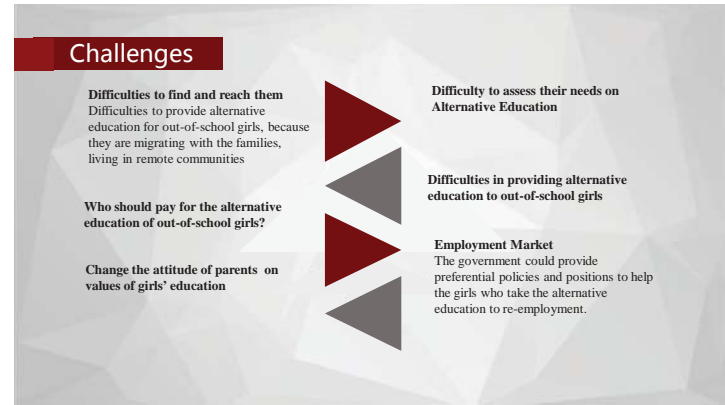 Challenges
Difficulties to find and reach them
Difficulties to provide alternative
education for out-of-school girls, because
they are migrating with the families,
living in remote communities
Who should pay for the alternative
education of out-of-school girls?
Change the attitude of parents on
values of girls’ education
Difficulty to assess their needs on
Alternative Education
Difficulties in providing alternative
education to out-of-school girls
Employment Market
The government could provide
preferential policies and positions to help
the girls who take the alternative
education to re-employment.